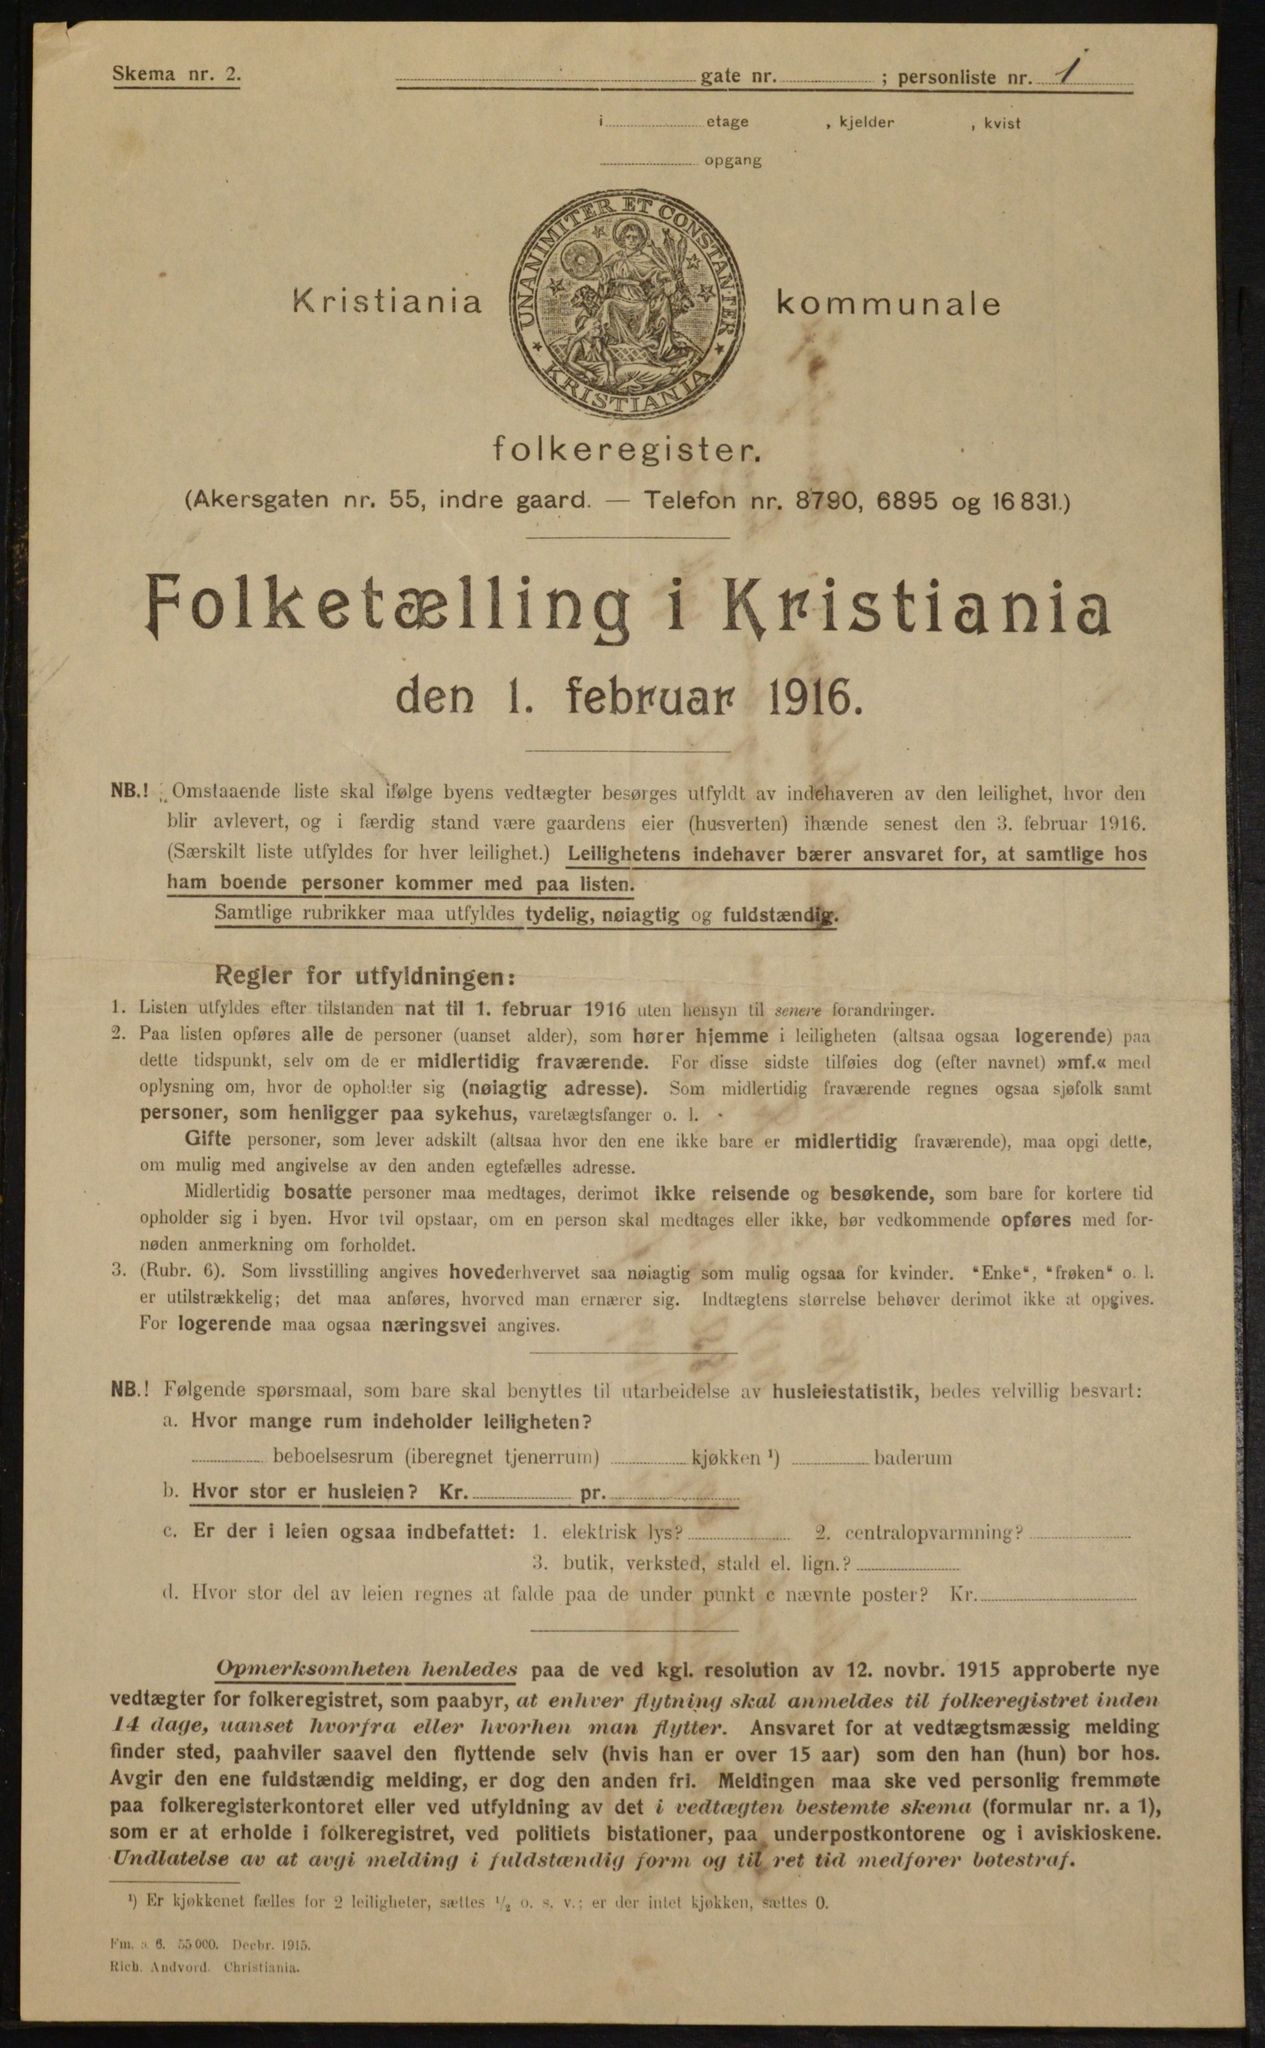 Skema nr. 2.
gate nr. ; personliste nr. 1
i etage , kjelder , kvist
opgang
UNANIMITER ET CONSTANTER
KRISTIANIA
Kristiania kommunale
folkeregister.
(Akersgaten nr. 55, indre gaard. — Telefon nr. 8790, 6895 og 16 831.)
Folketælling i Kristiania
den 1. februar 1916.
NB.! Omstaaende liste skal ifølge byens vedtægter besørges utfyldt av indehaveren av den leilighet, hvor den
blir avlevert, og i færdig stand være gaardens eier (husverten) ihænde senest den 3. februar 1916.
(Særskilt liste utfyldes for hver leilighet.) Leilighetens indehaver bærer ansvaret for, at samtlige hos
ham boende personer kommer med paa listen.
Samtlige rubrikker maa utfyldes tydelig, nøiagtig og fuldstændig.
Regler for utfyldningen:
1. Listen utfyldes efter tilstanden nat til 1. februar 1916 uten hensyn til senere forandringer.
2. Paa listen opføres alle de personer (uanset alder), som hører hjemme i leiligheten (altsaa ogsaa logerende) paa
dette tidspunkt, selv om de er midlertidig fraværende. For disse sidste tilføies dog (efter navnet) »mf.« med
oplysning om, hvor de opholder sig (nøiagtig adresse). Som midlertidig fraværende regnes ogsaa sjøfolk samt
personer, som henligger paa sykehus, varetægtsfanger o. l.
Gifte personer, som lever adskilt (altsaa hvor den ene ikke bare er midlertidig fraværende), maa opgi dette,
om mulig med angivelse av den anden egtefælles adresse.
Midlertidig bosatte personer maa medtages, derimot ikke reisende og besøkende, som bare for kortere tid
opholder sig i byen. Hvor tvil opstaar, om en person skal medtages eller ikke, bør vedkommende opføres med for-
nøden anmerkning om forholdet.
3. (Rubr. 6). Som livsstilling angives hovederhvervet saa nøiagtig som mulig ogsaa for kvinder. "Enke", "frøken" o. l.
er utilstrækkelig; det maa anføres, hvorved man ernærer sig. Indtægtens størrelse behøver derimot ikke at opgives.
For logerende maa ogsaa næringsvei angives.
NB.! Følgende spørsmaal, som bare skal benyttes til utarbeidelse av husleiestatistik, bedes velvillig besvart:
a. Hvor mange rum indeholder leiligheten?
beboelsesrum (iberegnet tjenerrum) kjøkken ¹) baderum
b. Hvor stor er husleien? Kr. pr.
c. Er der i leien ogsaa indbefattet: 1. elektrisk lys? 2. centralopvarmning?
3. butik, verksted, stald el. lign.?
d. Hvor stor del av leien regnes at falde paa de under punkt c nævnte poster? Kr.
Opmerksomheten henledes paa de ved kgl. resolution av 12. novbr. 1915 approberte nye
vedtægter for folkeregistret, som paabyr, at enhver flytning skal anmeldes til folkeregistret inden
14 dage, uanset hvorfra eller hvorhen man flytter. Ansvaret for at vedtægtsmæssig melding
finder sted, paahviler saavel den flyttende selv (hvis han er over 15 aar) som den han (hun) bor hos.
Avgir den ene fuldstændig melding, er dog den anden fri. Meldingen maa ske ved personlig fremmøte
paa folkeregisterkontoret eller ved utfyldning av det i vedtægten bestemte skema (formular nr. a 1),
som er at erholde i folkeregistret, ved politiets bistationer, paa underpostkontorene og i aviskioskene.
Undlatelse av at avgi melding i fuldstændig form og til ret tid medfører bøtestraf.
¹) Er kjøkkenet fælles for 2 leiligheter, sættes ½ o. s. v.; er der intet kjøkken, sættes 0.
Fm. a 6. 55 000. Decbr. 1915.
Rich. Andvord. Christiania.